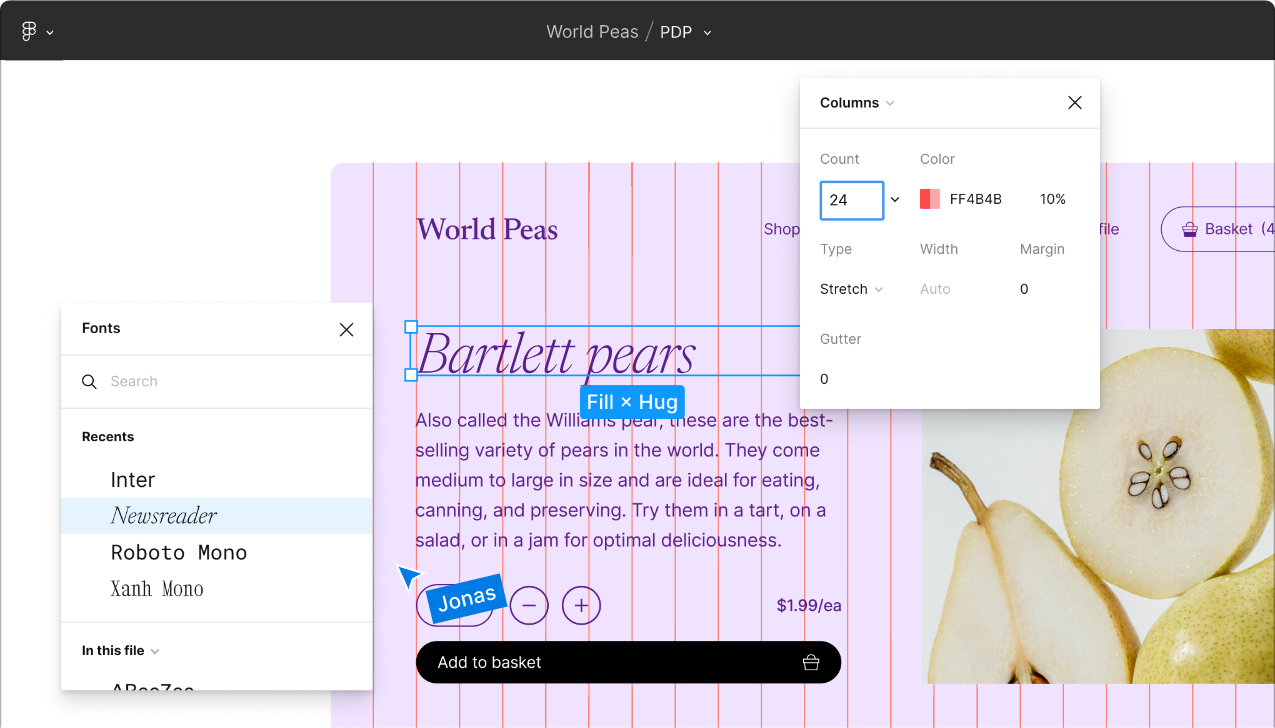 World Peas / PDP
Columns
Count
Color
24
FF4B4B
10%
Type
Width
Margin
Stretch
Auto
0
Gutter
0
World Peas
Shop
Basket (4
Fonts
Search
Recents
Inter
Newsreader
Roboto Mono
Xanh Mono
In this file
Bartlett pears
Fill × Hug
Also called the Williams pear, these are the best-
selling variety of pears in the world. They come
medium to large in size and are ideal for eating,
canning, and preserving. Try them in a tart, on a
salad, or in a jam for optimal deliciousness.
Jonas
$1.99/ea
Add to basket